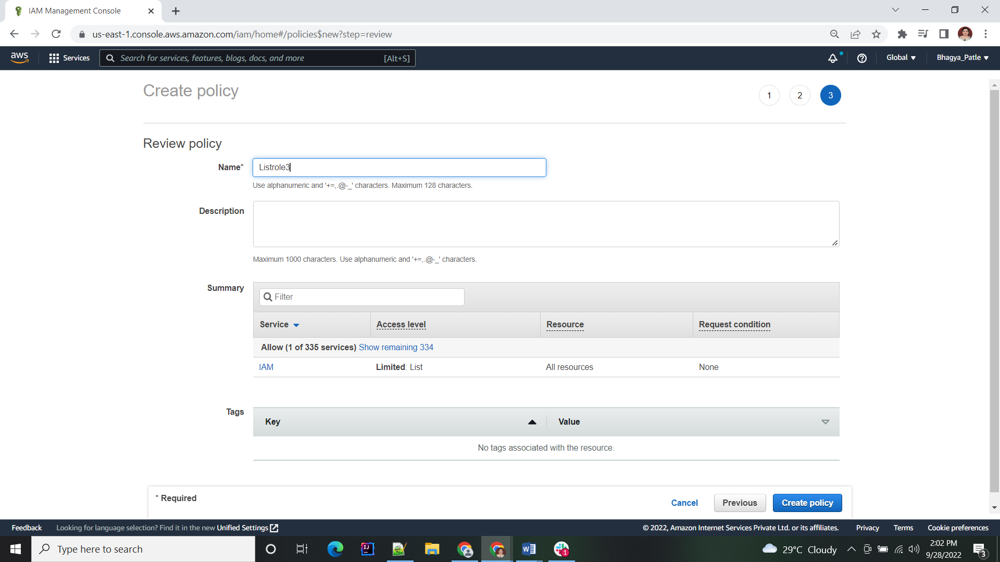 IAM Management Console
us-east-1.console.aws.amazon.com/iam/home#/policies$new?step=review
aws
Services
Search for services, features, blogs, docs, and more
[Alt+S]
Global
Bhagya_Patle
Create policy
1
2
3
Review policy
Name*
Listrole3
Use alphanumeric and '+=,.@-_' characters. Maximum 128 characters.
Description
Maximum 1000 characters. Use alphanumeric and '+=,.@-_' characters.
Summary
Filter
Service
Access level
Resource
Request condition
Allow (1 of 335 services) Show remaining 334
IAM
Limited: List
All resources
None
Tags
Key
Value
No tags associated with the resource.
* Required
Cancel
Previous
Create policy
Feedback
Looking for language selection? Find it in the new Unified Settings
© 2022, Amazon Internet Services Private Ltd. or its affiliates.
Privacy
Terms
Cookie preferences
Type here to search
IJ
W
1
29°C Cloudy
2:02 PM
9/28/2022
3